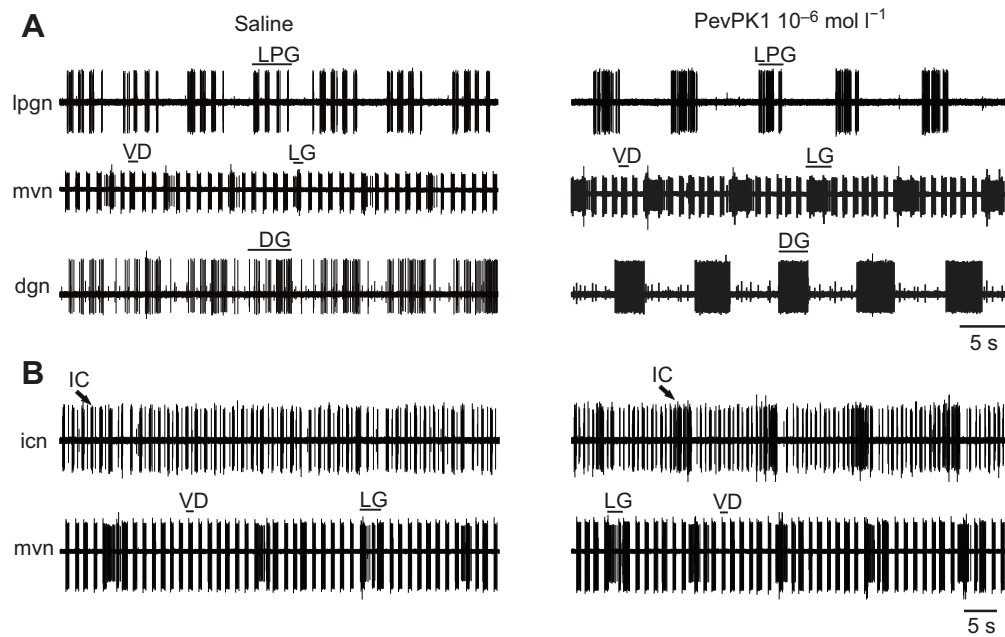 A
Saline
PevPK1 10⁻⁶ mol l⁻¹
LPG
LPG
lpgn
VD
LG
VD
LG
mvn
DG
DG
dgn
5 s
B
IC
IC
icn
VD
LG
LG
VD
mvn
5 s